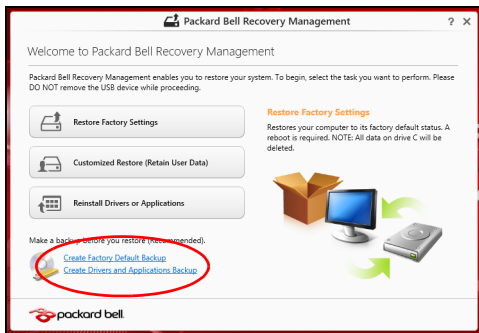 Packard Bell Recovery Management
? X
Welcome to Packard Bell Recovery Management
Packard Bell Recovery Management enables you to restore your system. To begin, select the task you want to perform. Please
DO NOT remove the USB device while proceeding.
Restore Factory Settings
Customized Restore (Retain User Data)
Reinstall Drivers or Applications
Restore Factory Settings
Restores your computer to its factory default status. A
reboot is required. NOTE: All data on drive C will be
deleted.
Make a backup before you restore (Recommended).
Create Factory Default Backup
Create Drivers and Applications Backup
packard bell